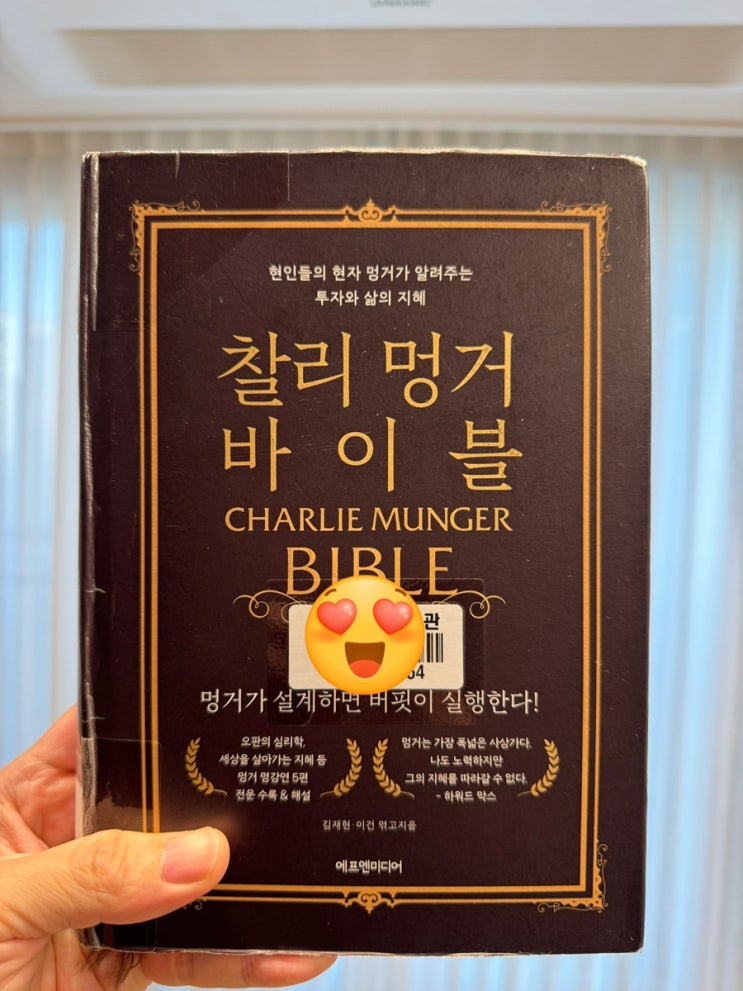 현인들의 현자 멍거가 알려주는
투자와 삶의 지혜
찰리 멍거
바이블
CHARLIE MUNGER
BIBLE
관
64
멍거가 설계하면 버핏이 실행한다!
오판의 심리학,
세상을 살아가는 지혜 등
멍거 명강연 5편
전문 수록 & 해설
멍거는 가장 폭넓은 사상가다.
나도 노력하지만
그의 지혜를 따라갈 수 없다.
- 하워드 막스
김재현·이건 엮고지음
에프엔미디어